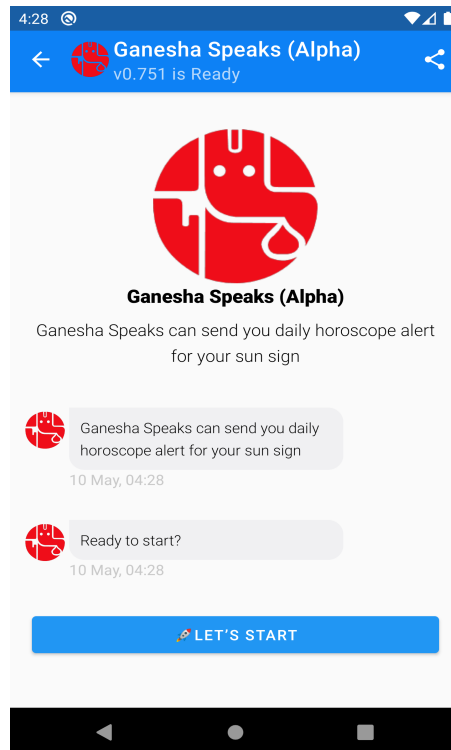 4:28
Ganesha Speaks (Alpha)
v0.751 is Ready
Ganesha Speaks (Alpha)
Ganesha Speaks can send you daily horoscope alert
for your sun sign
Ganesha Speaks can send you daily
horoscope alert for your sun sign
10 May, 04:28
Ready to start?
10 May, 04:28
🚀LET'S START